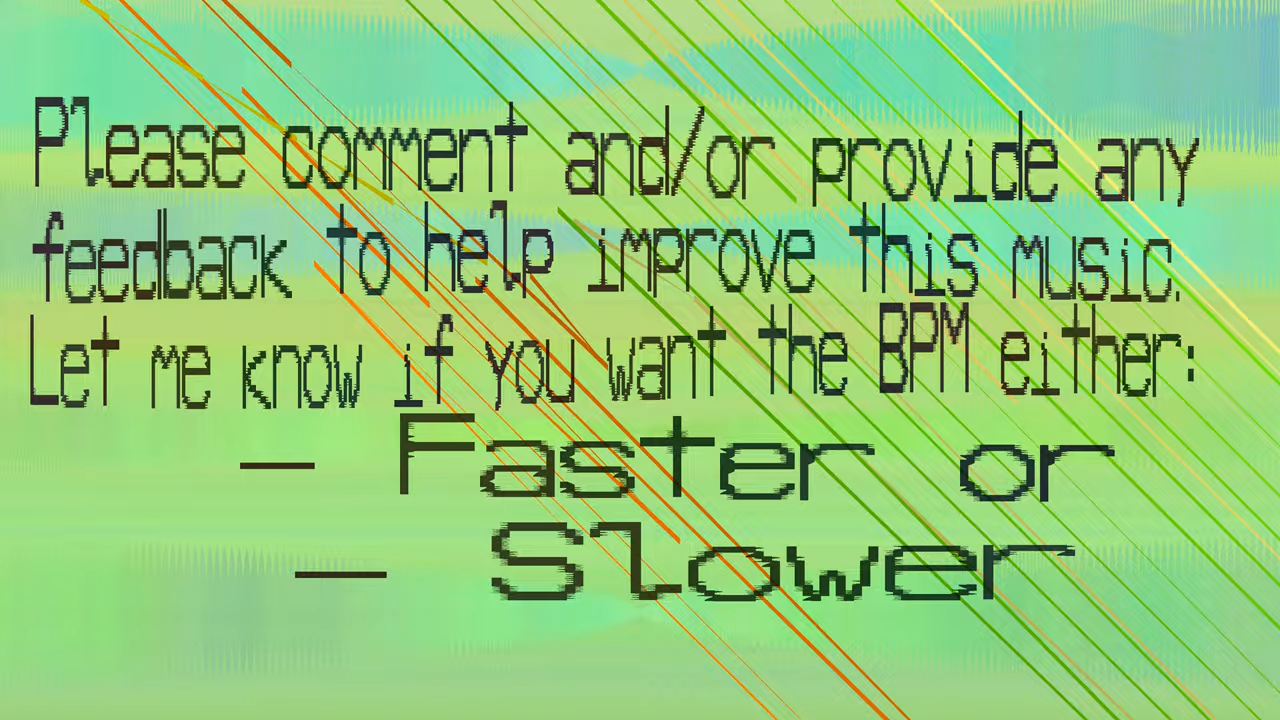 Please comment and/or provide any
feedback to help improve this music.
Let me know if you want the BPM either:
— Faster or
— Slower